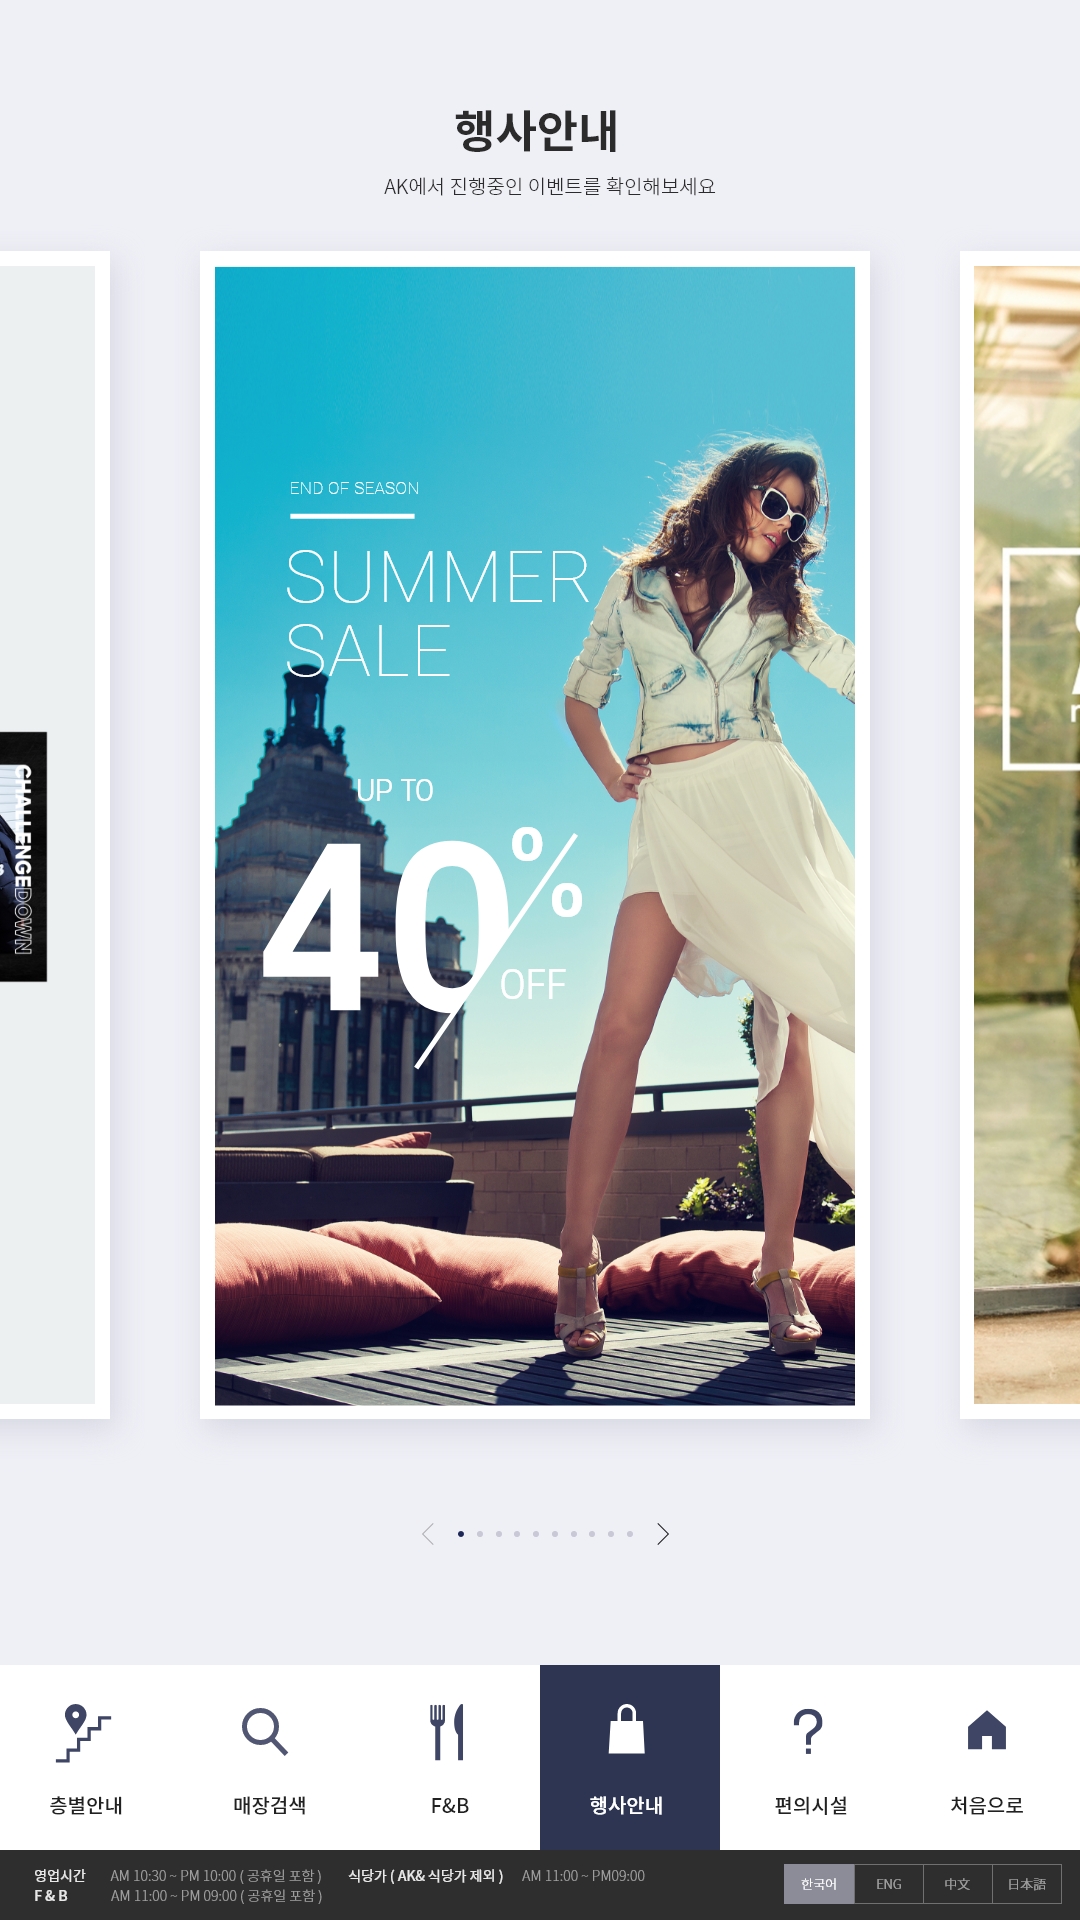 행사안내
AK에서 진행중인 이벤트를 확인해보세요
CHALLENGEDOWN
END OF SEASON
SUMMER
SALE
UP TO
40%
OFF
층별안내
매장검색
F&B
행사안내
편의시설
처음으로
영업시간 AM 10:30 ~ PM 10:00 ( 공휴일 포함 ) 식당가 ( AK& 식당가 제외 ) AM 11:00 ~ PM09:00
F & B AM 11:00 ~ PM 09:00 ( 공휴일 포함 )
한국어 ENG 中文 日本語